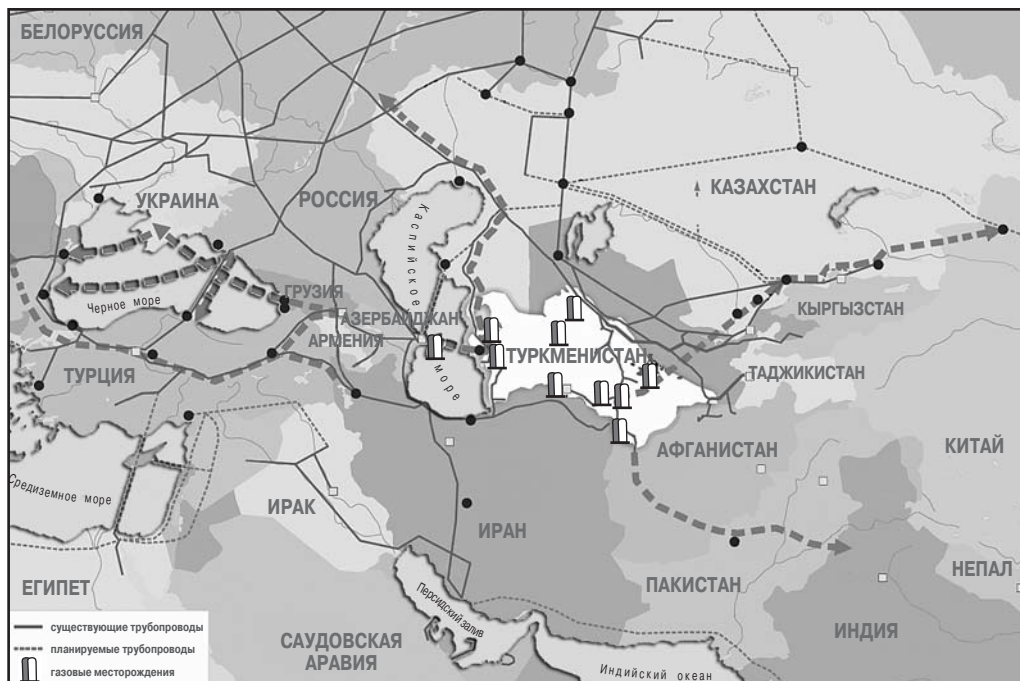 БЕЛОРУССИЯ
УКРАИНА
РОССИЯ
КАЗАХСТАН
Каспийское
море
Черное море
ГРУЗИЯ
АЗЕРБАЙДЖАН
АРМЕНИЯ
ТУРКМЕНИСТАН
КЫРГЫЗСТАН
ТАДЖИКИСТАН
ТУРЦИЯ
АФГАНИСТАН
КИТАЙ
Средиземное море
ИРАК
ИРАН
ЕГИПЕТ
ПАКИСТАН
НЕПАЛ
Персидский залив
САУДОВСКАЯ
АРАВИЯ
ИНДИЯ
Индийский океан
существующие трубопроводы
планируемые трубопроводы
газовые месторождения